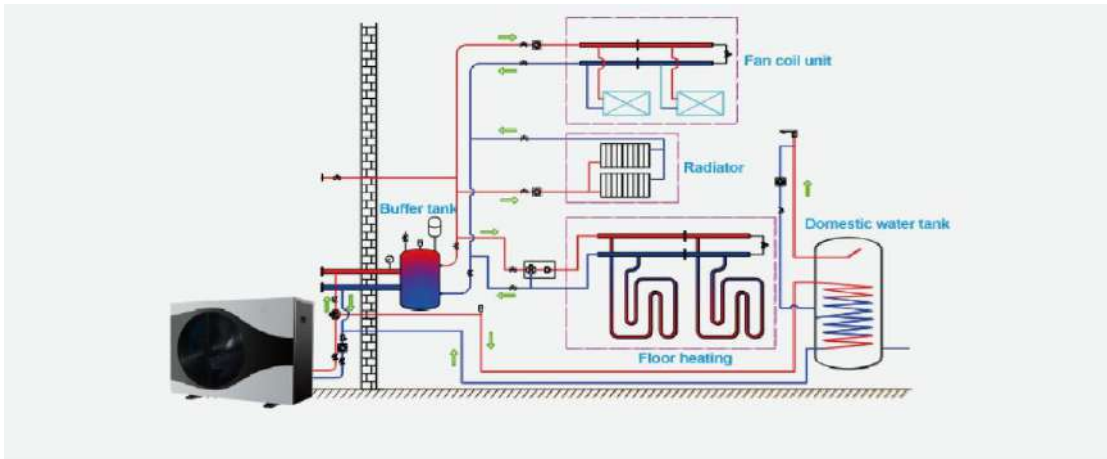 Fan coil unit
Radiator
Buffer tank
Domestic water tank
Floor heating